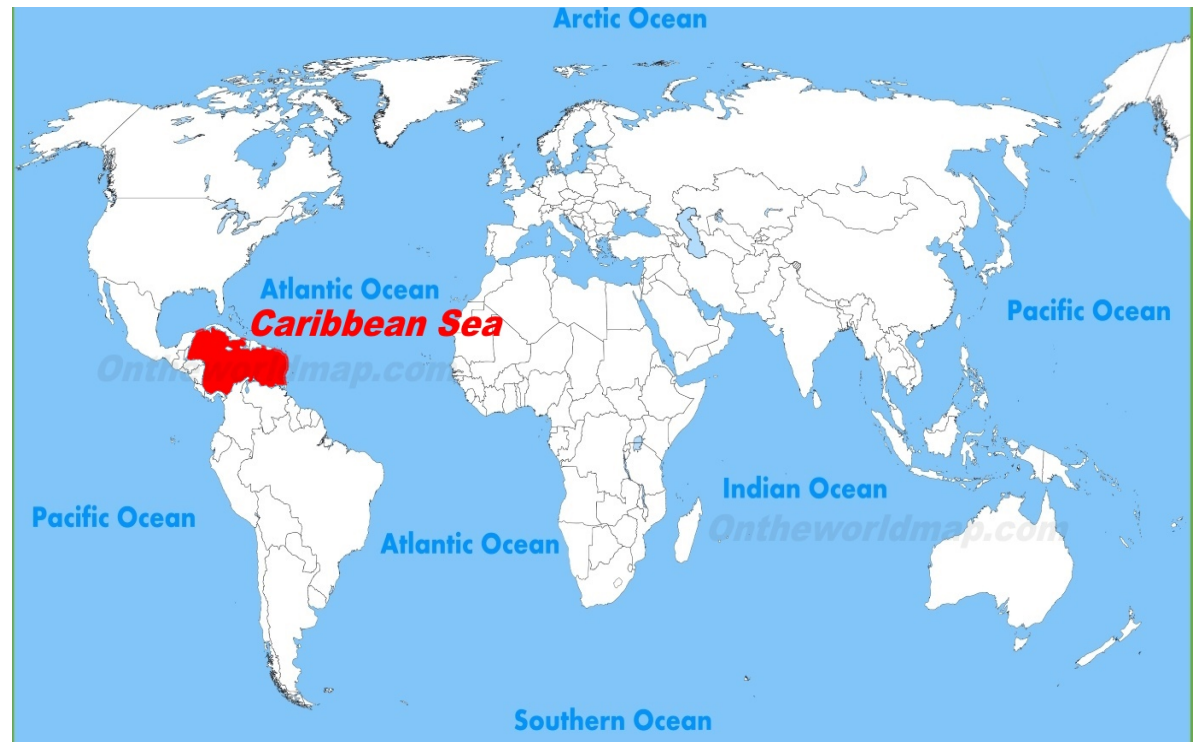 Arctic Ocean
Atlantic Ocean
Caribbean Sea
Pacific Ocean
Ontheworldmap.com
Indian Ocean
Pacific Ocean
Ontheworldmap.com
Atlantic Ocean
Southern Ocean